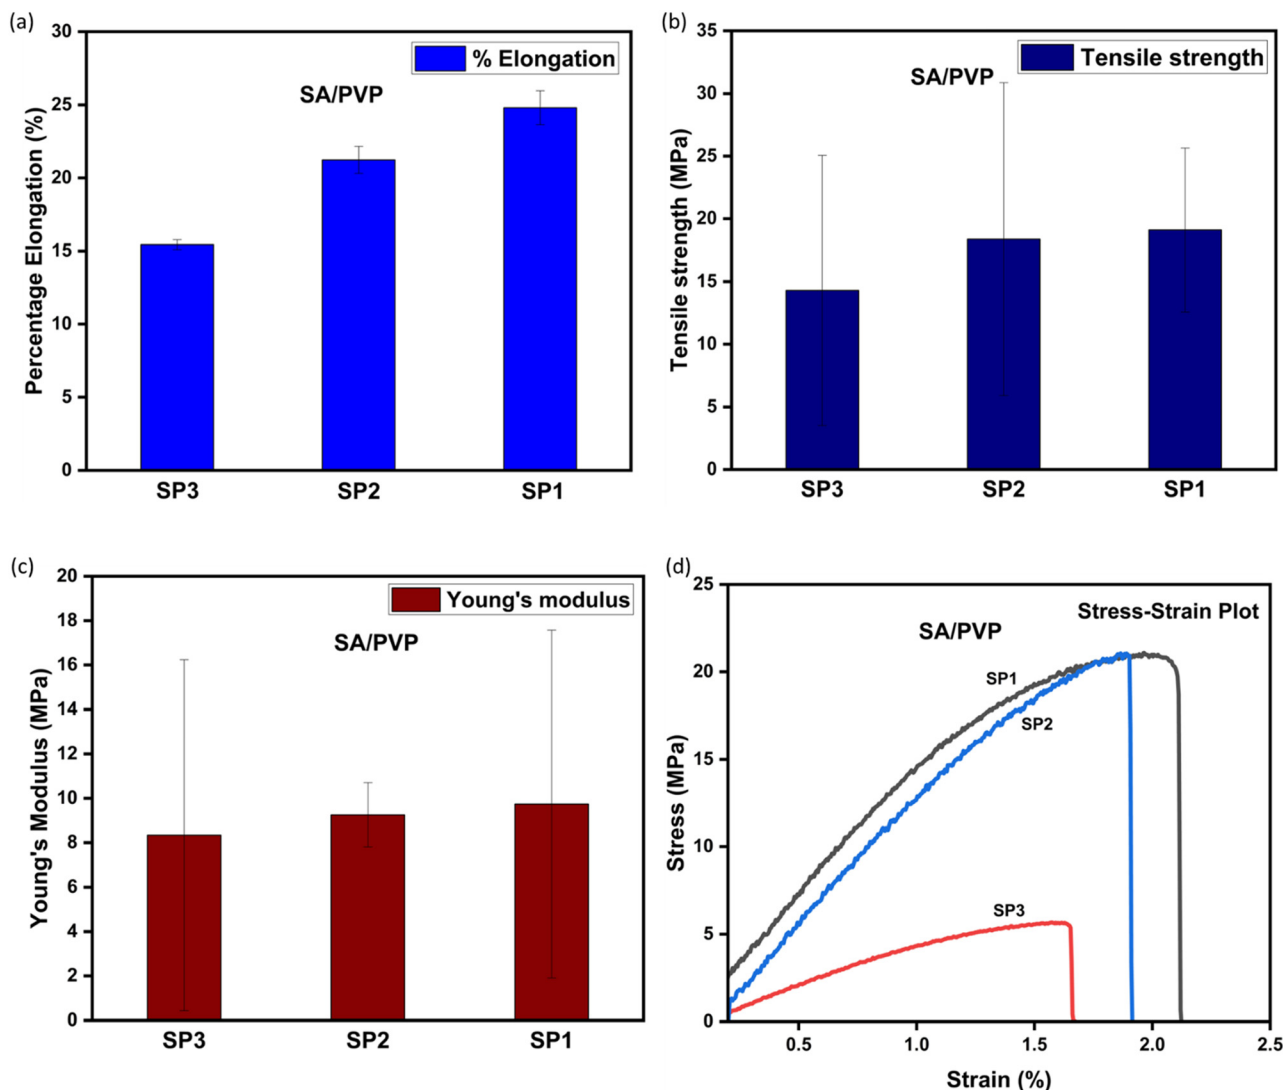 (a)
30
25
20
15
10
5
0
Percentage Elongation (%)
% Elongation
SA/PVP
SP3 SP2 SP1
(b)
35
30
25
20
15
10
5
0
Tensile strength (MPa)
Tensile strength
SA/PVP
SP3 SP2 SP1
(c)
20
18
16
14
12
10
8
6
4
2
0
Young's Modulus (MPa)
Young's modulus
SA/PVP
SP3 SP2 SP1
(d)
25
20
15
10
5
0
Stress (MPa)
Stress-Strain Plot
SA/PVP
SP1
SP2
SP3
0.5 1.0 1.5 2.0 2.5
Strain (%)